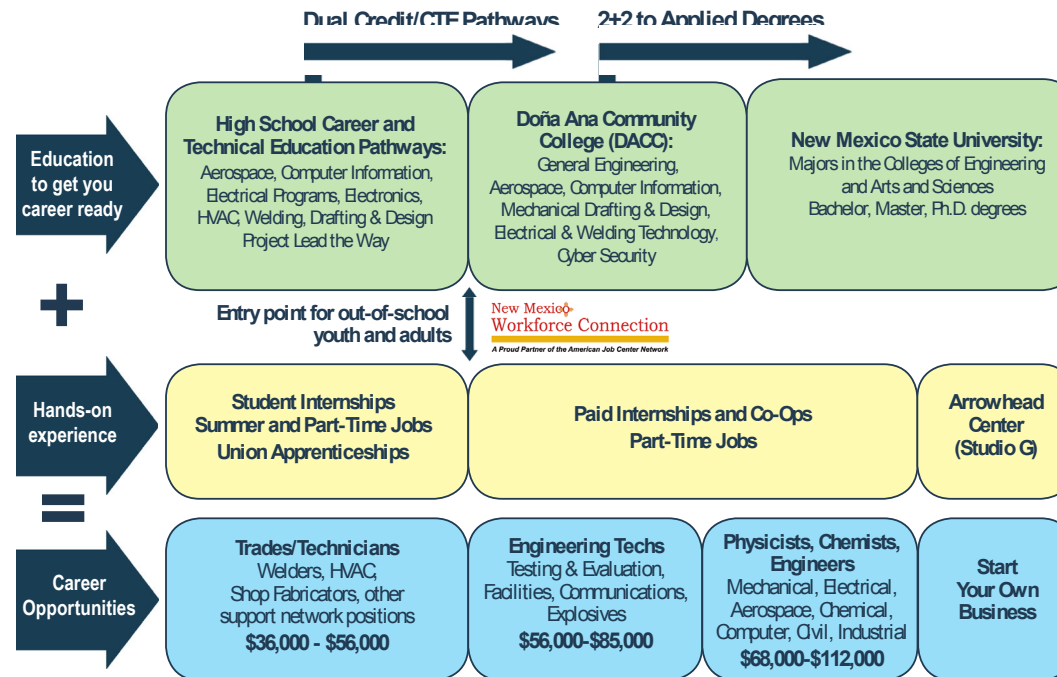 Dual Credit/CTE Pathways
2+2 to Applied Degrees
Education
to get you
career ready
High School Career and
Technical Education Pathways:
Aerospace, Computer Information,
Electrical Programs, Electronics,
HVAC, Welding, Drafting & Design
Project Lead the Way
Doña Ana Community
College (DACC):
General Engineering,
Aerospace, Computer Information,
Mechanical Drafting & Design,
Electrical & Welding Technology,
Cyber Security
New Mexico State University:
Majors in the Colleges of Engineering
and Arts and Sciences
Bachelor, Master, Ph.D. degrees
+
Entry point for out-of-school
youth and adults
New Mexico
Workforce Connection
A Proud Partner of the American Job Center Network
Hands-on
experience
Student Internships
Summer and Part-Time Jobs
Union Apprenticeships
Paid Internships and Co-Ops
Part-Time Jobs
Arrowhead
Center
(Studio G)
=
Career
Opportunities
Trades/Technicians
Welders, HVAC,
Shop Fabricators, other
support network positions
$36,000 - $56,000
Engineering Techs
Testing & Evaluation,
Facilities, Communications,
Explosives
$56,000-$85,000
Physicists, Chemists,
Engineers
Mechanical, Electrical,
Aerospace, Chemical,
Computer, Civil, Industrial
$68,000-$112,000
Start
Your Own
Business